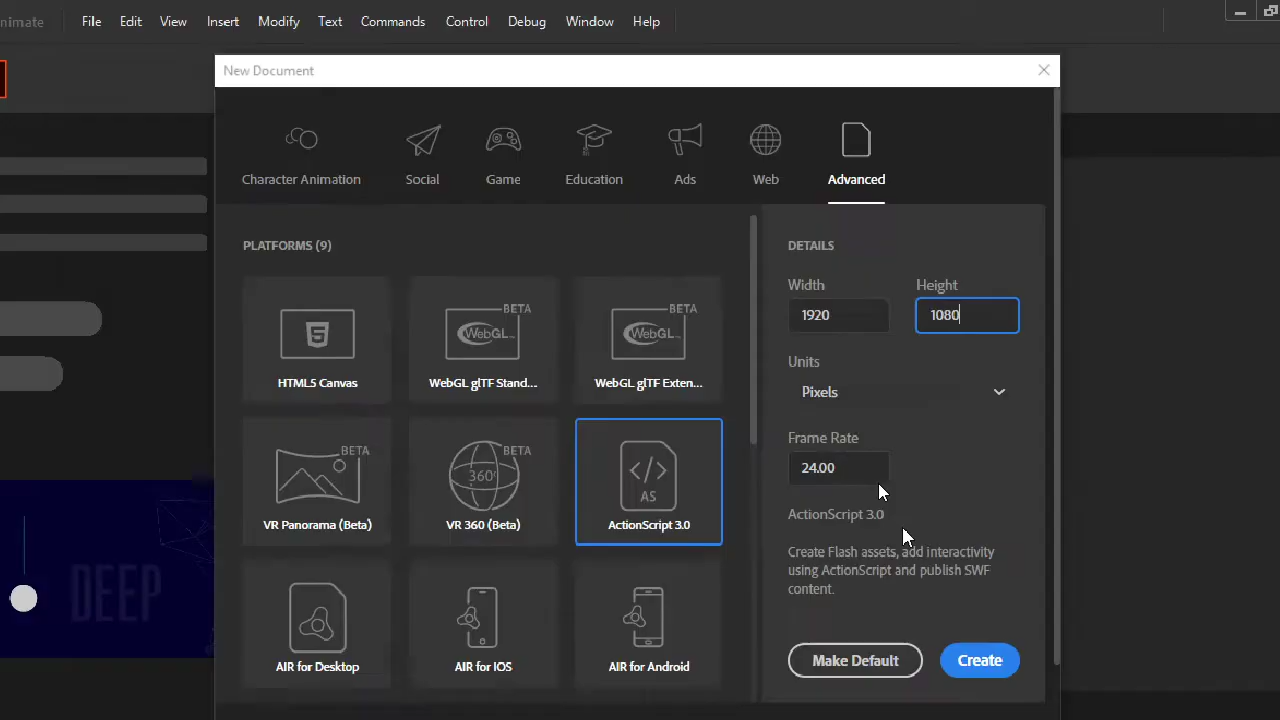 nimate File Edit View Insert Modify Text Commands Control Debug Window Help
New Document
Character Animation Social Game Education Ads Web Advanced
PLATFORMS (9)
DETAILS
Width Height
1920 1080
Units
Pixels
Frame Rate
24.00
ActionScript 3.0
Create Flash assets, add interactivity
using ActionScript and publish SWF
content.
Make Default Create
HTML5 Canvas
BETA
WebGL
WebGL glTF Stand...
BETA
WebGL
WebGL glTF Exten...
BETA
VR Panorama (Beta)
BETA
360°
VR 360 (Beta)
AS
ActionScript 3.0
AIR for Desktop
AIR for iOS
AIR for Android
DEEP